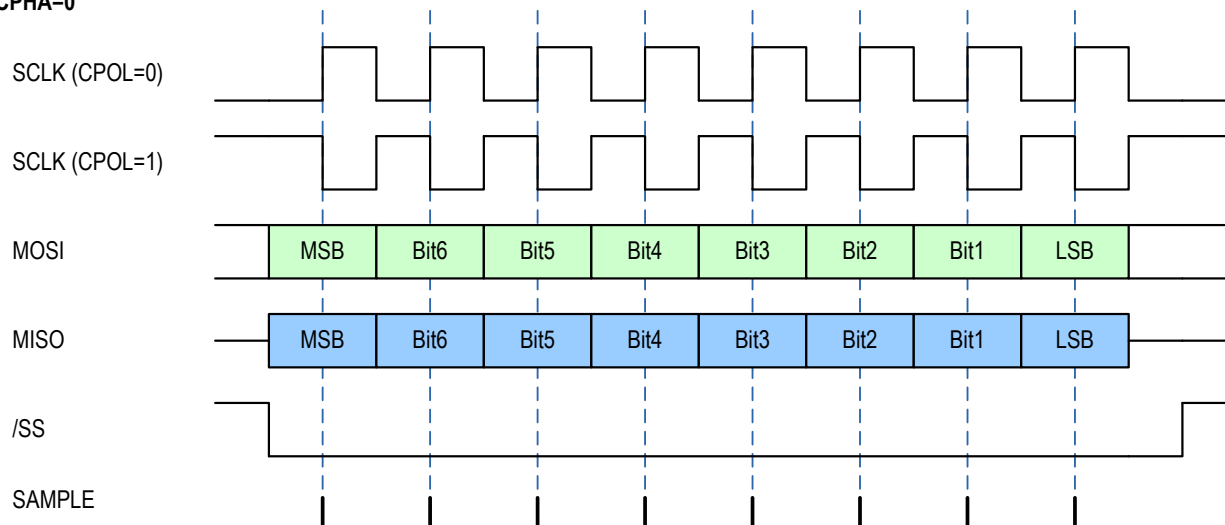 CPHA=0
SCLK (CPOL=0)
SCLK (CPOL=1)
MOSI MSB Bit6 Bit5 Bit4 Bit3 Bit2 Bit1 LSB
MISO MSB Bit6 Bit5 Bit4 Bit3 Bit2 Bit1 LSB
/SS
SAMPLE